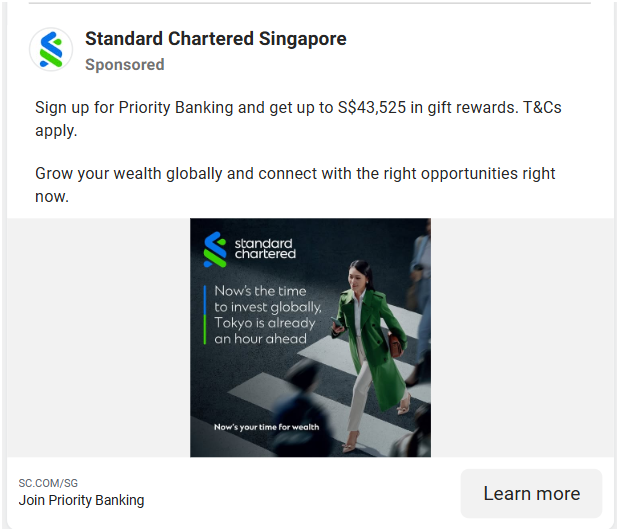 Standard Chartered Singapore
Sponsored
Sign up for Priority Banking and get up to S$43,525 in gift rewards. T&Cs
apply.
Grow your wealth globally and connect with the right opportunities right
now.
standard
chartered
Now's the time
to invest globally,
Tokyo is already
an hour ahead
Now's your time for wealth
SC.COM/SG
Join Priority Banking
Learn more